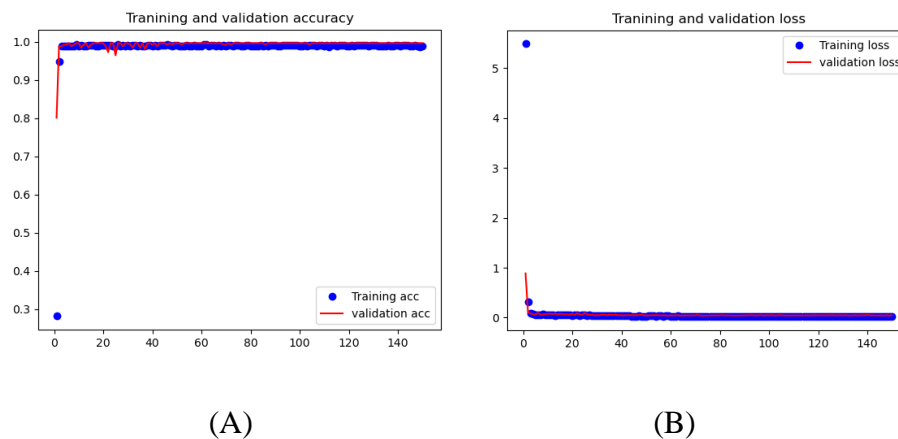 Tranining and validation accuracy
1.0
0.9
0.8
0.7
0.6
0.5
0.4
0.3
Training acc
validation acc
0 20 40 60 80 100 120 140
(A)
Tranining and validation loss
5
4
3
2
1
0
Training loss
validation loss
0 20 40 60 80 100 120 140
(B)